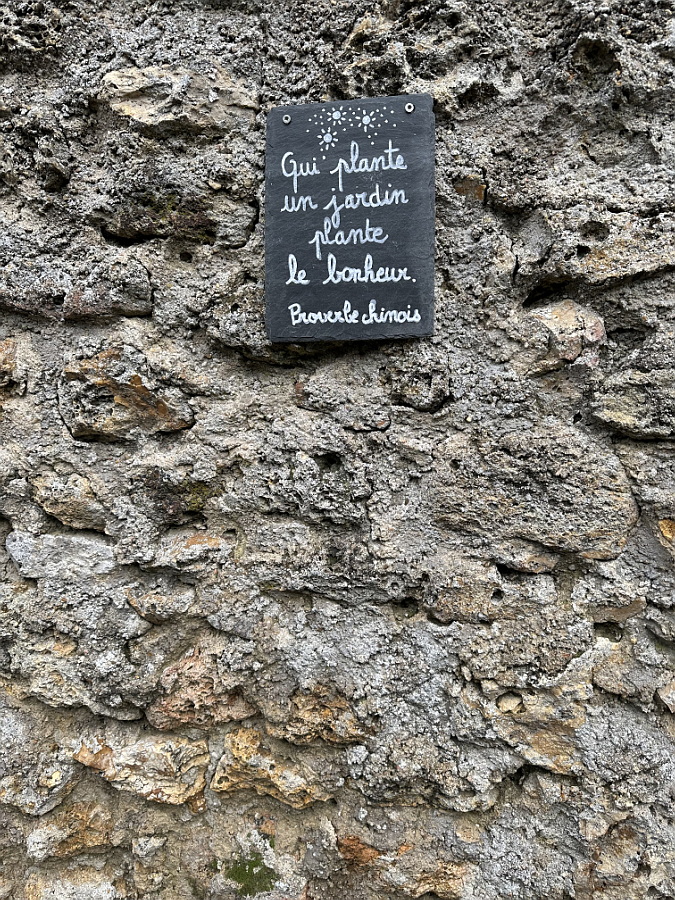 Qui plante
un jardin
plante
le bonheur.
Proverbe chinois